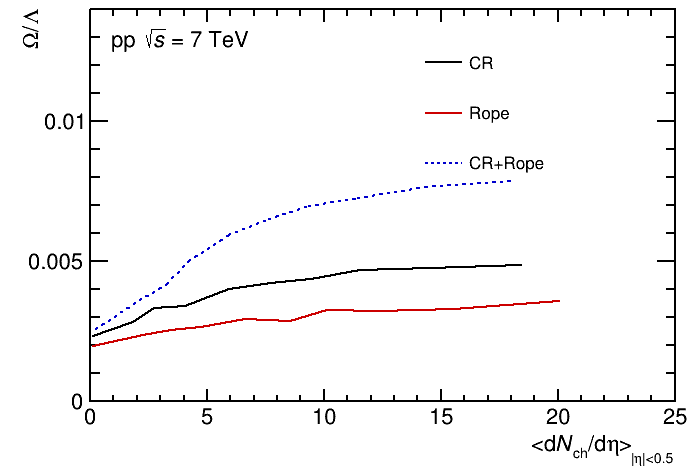 Ω/Λ
pp √s = 7 TeV
CR
Rope
CR+Rope
0.01
0.005
0
0 5 10 15 20 25
<dNch/dη>|η|<0.5